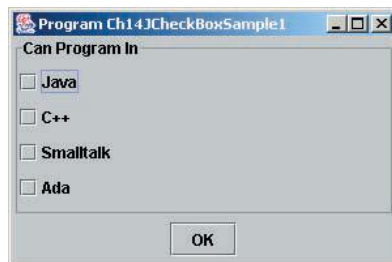 Program Ch14JCheckBoxSample1
Can Program In
Java
C++
Smalltalk
Ada
OK